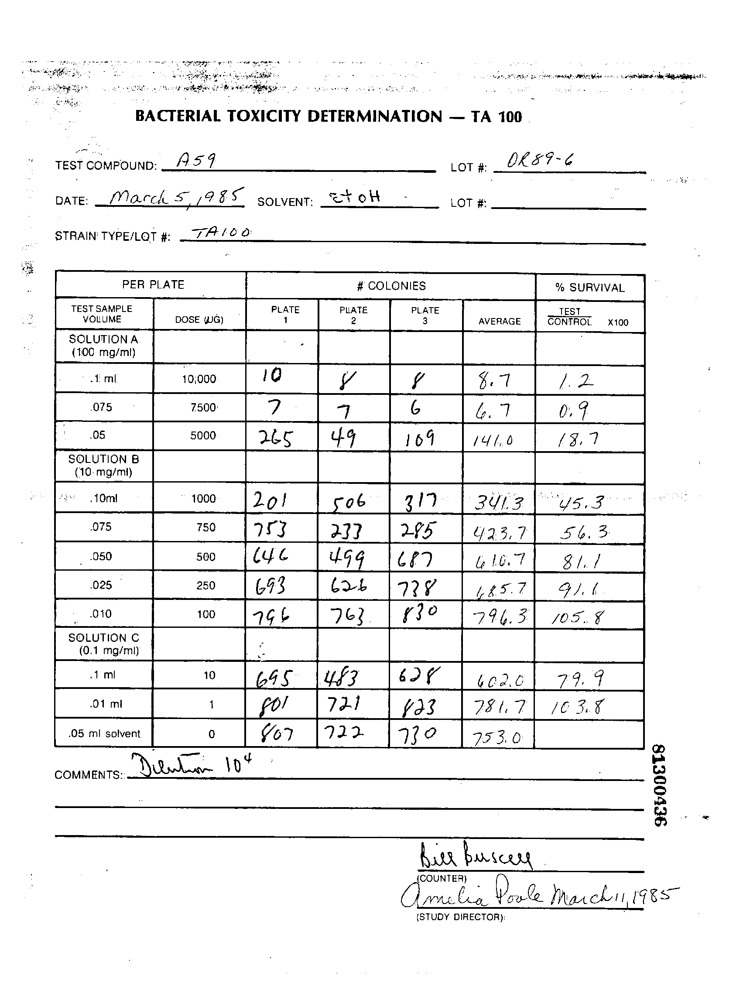 BACTERIAL TOXICITY DETERMINATION — TA 100
TEST COMPOUND: A59 LOT #: OR89-6
DATE: March 5, 1985 SOLVENT: EtOH LOT #:
STRAIN TYPE/LOT #: TA100
PER PLATE # COLONIES % SURVIVAL
TEST SAMPLE VOLUME DOSE (µG) PLATE 1 PLATE 2 PLATE 3 AVERAGE TEST CONTROL X100
SOLUTION A (100 mg/ml)
.1 ml 10,000 10 8 8 8.7 1.2
.075 7500 7 7 6 6.7 0.9
.05 5000 265 49 109 141.0 18.7
SOLUTION B (10 mg/ml)
.10ml 1000 201 506 317 341.3 45.3
.075 750 753 233 285 423.7 56.3
.050 500 646 499 687 610.7 81.1
.025 250 693 626 738 685.7 91.1
.010 100 796 763 830 796.3 105.8
SOLUTION C (0.1 mg/ml)
.1 ml 10 695 483 628 602.0 79.9
.01 ml 1 801 721 823 781.7 103.8
.05 ml solvent 0 807 722 730 753.0
COMMENTS: Dilution 10⁴
81300436
Bill Buscell
(COUNTER)
Amelia Poole March 11, 1985
(STUDY DIRECTOR)